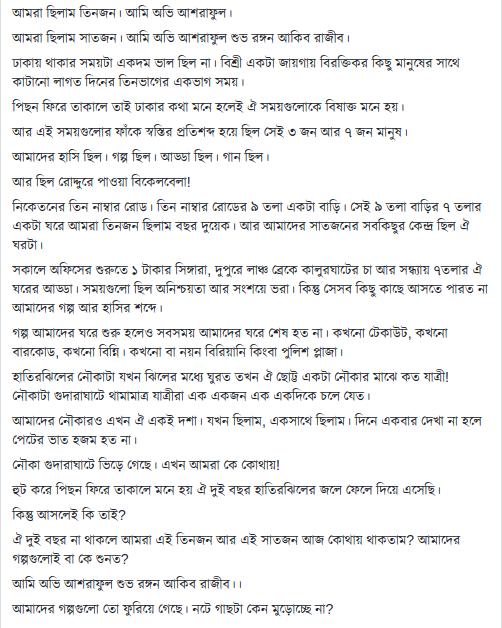 আমরা ছিলাম তিনজন। আমি অভি আশরাফুল।
আমরা ছিলাম সাতজন। আমি অভি আশরাফুল শুভ রঙ্গন আকিব রাজীব।
ঢাকায় থাকার সময়টা একদম ভাল ছিল না। বিশ্রী একটা জায়গায় বিরক্তিকর কিছু মানুষের সাথে
কাটানো লাগত দিনের তিনভাগের একভাগ সময়।
পিছন ফিরে তাকালে তাই ঢাকার কথা মনে হলেই ঐ সময়গুলোকে বিষাক্ত মনে হয়।
আর এই সময়গুলোর ফাঁকে স্বস্তির প্রতিশব্দ হয়ে ছিল সেই ৩ জন আর ৭ জন মানুষ।
আমাদের হাসি ছিল। গল্প ছিল। আড্ডা ছিল। গান ছিল।
আর ছিল রোদ্দুরে পাওয়া বিকেলবেলা!
নিকেতনের তিন নাম্বার রোড। তিন নাম্বার রোডের ৯ তলা একটা বাড়ি। সেই ৯ তলা বাড়ির ৭ তলার
একটা ঘরে আমরা তিনজন ছিলাম বছর দুয়েক। আর আমাদের সাতজনের সবকিছুর কেন্দ্র ছিল ঐ
ঘরটা।
সকালে অফিসের শুরুতে ১ টাকার সিঙ্গারা, দুপুরে লাঞ্চ ব্রেকে কালুরঘাটের চা আর সন্ধ্যায় ৭তলার ঐ
ঘরের আড্ডা। সময়গুলো ছিল অনিশ্চয়তা আর সংশয়ে ভরা। কিন্তু সেসব কিছু কাছে আসতে পারত না
আমাদের গল্প আর হাসির শব্দে।
গল্প আমাদের ঘরে শুরু হলেও সবসময় আমাদের ঘরে শেষ হত না। কখনো টেকাউট, কখনো
বারকোড, কখনো বিন্নি। কখনো বা নয়ন বিরিয়ানি কিংবা পুলিশ প্লাজা।
হাতিরঝিলের নৌকাটা যখন ঝিলের মধ্যে ঘুরত তখন ঐ ছোট্ট একটা নৌকার মাঝে কত যাত্রী!
নৌকাটা গুদারাঘাটে থামামাত্র যাত্রীরা এক একজন এক একদিকে চলে যেত।
আমাদের নৌকারও এখন ঐ একই দশা। যখন ছিলাম, একসাথে ছিলাম। দিনে একবার দেখা না হলে
পেটের ভাত হজম হত না।
নৌকা গুদারাঘাটে ভিড়ে গেছে। এখন আমরা কে কোথায়!
হুট করে পিছন ফিরে তাকালে মনে হয় ঐ দুই বছর হাতিরঝিলের জলে ফেলে দিয়ে এসেছি।
কিন্তু আসলেই কি তাই?
ঐ দুই বছর না থাকলে আমরা এই তিনজন আর এই সাতজন আজ কোথায় থাকতাম? আমাদের
গল্পগুলোই বা কে শুনত?
আমি অভি আশরাফুল শুভ রঙ্গন আকিব রাজীব।।
আমাদের গল্পগুলো তো ফুরিয়ে গেছে। নটে গাছটা কেন মুড়োচ্ছে না?